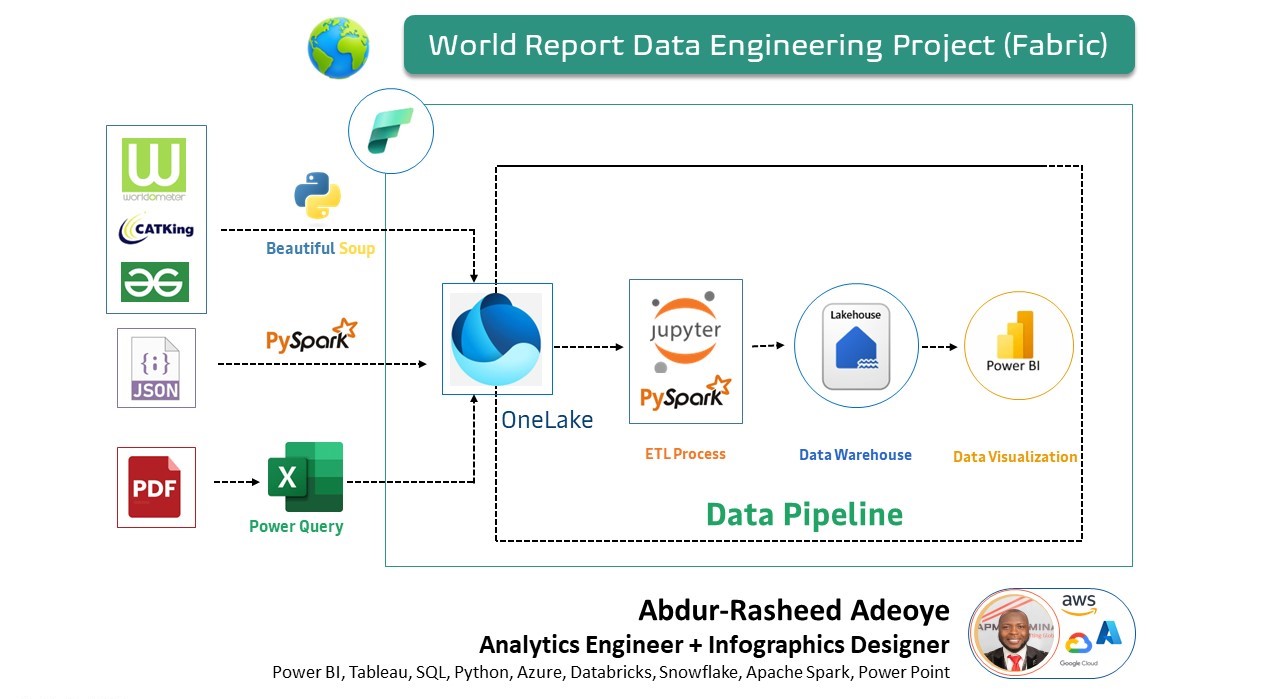 World Report Data Engineering Project (Fabric)
W
worldometer
CATKing
Beautiful Soup
PySpark
{;}
JSON
PDF
X
Power Query
OneLake
jupyter
PySpark
ETL Process
Lakehouse
Data Warehouse
Power BI
Data Visualization
Data Pipeline
Abdur-Rasheed Adeoye
Analytics Engineer + Infographics Designer
Power BI, Tableau, SQL, Python, Azure, Databricks, Snowflake, Apache Spark, Power Point
aws
Google Cloud